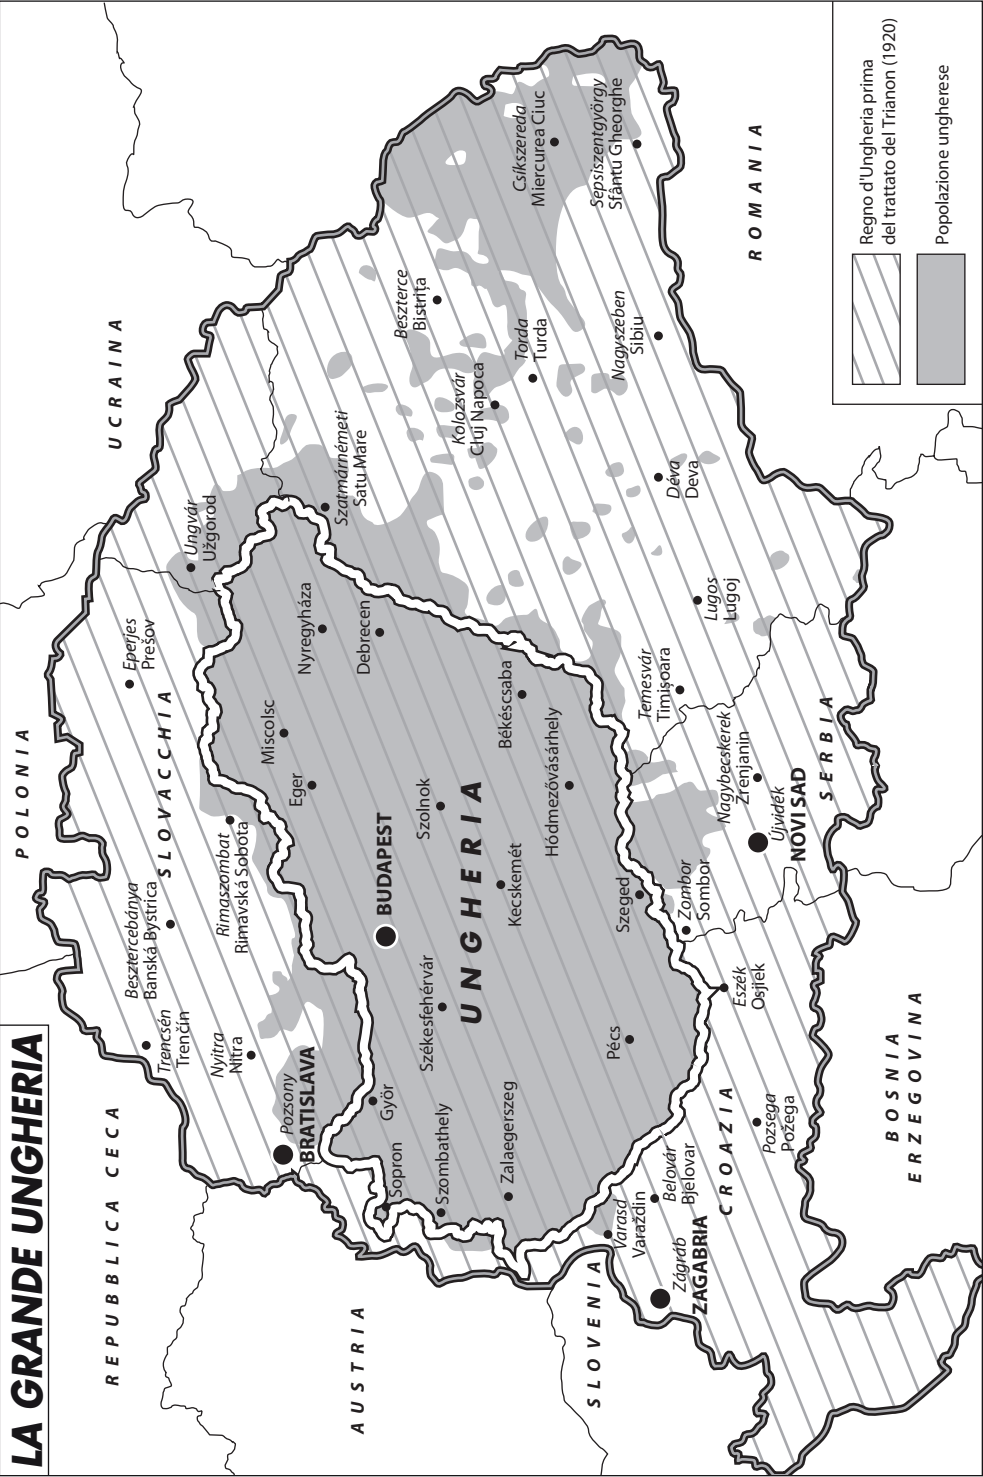 LA GRANDE UNGHERIA
REPUBBLICA CECA
POLONIA
UCRAINA
SLOVACCHIA
AUSTRIA
UNGHERIA
SLOVENIA
CROAZIA
BOSNIA
ERZEGOVINA
SERBIA
ROMANIA
Trencsén
Trenčín
Besztercebánya
Banská Bystrica
Eperjes
Prešov
Ungvár
Užgorod
Nyitra
Nitra
Rimaszombat
Rimavská Sobota
Pozsony
BRATISLAVA
Miscolsc
Eger
Nyregyháza
Debrecen
Szatmárnémeti
Satu Mare
Győr
Sopron
BUDAPEST
Szombathely
Székesfehérvár
Szolnok
Zalaegerszeg
Kecskemét
Békéscsaba
Hódmezővásárhely
Pécs
Szeged
Beszterce
Bistrița
Kolozsvár
Cluj Napoca
Torda
Turda
Csíkszereda
Miercurea Ciuc
Sepsiszentgyörgy
Sfântu Gheorghe
Nagyszeben
Sibiu
Déva
Deva
Lugos
Lugoj
Temesvár
Timișoara
Varasd
Varaždin
Belovár
Bjelovar
Zágráb
ZAGABRIA
Zombor
Sombor
Eszék
Osjiek
Pozsega
Požega
Nagybecskerek
Zrenjanin
Újvidék
NOVI SAD
Regno d'Ungheria prima
del trattato del Trianon (1920)
Popolazione ungherese